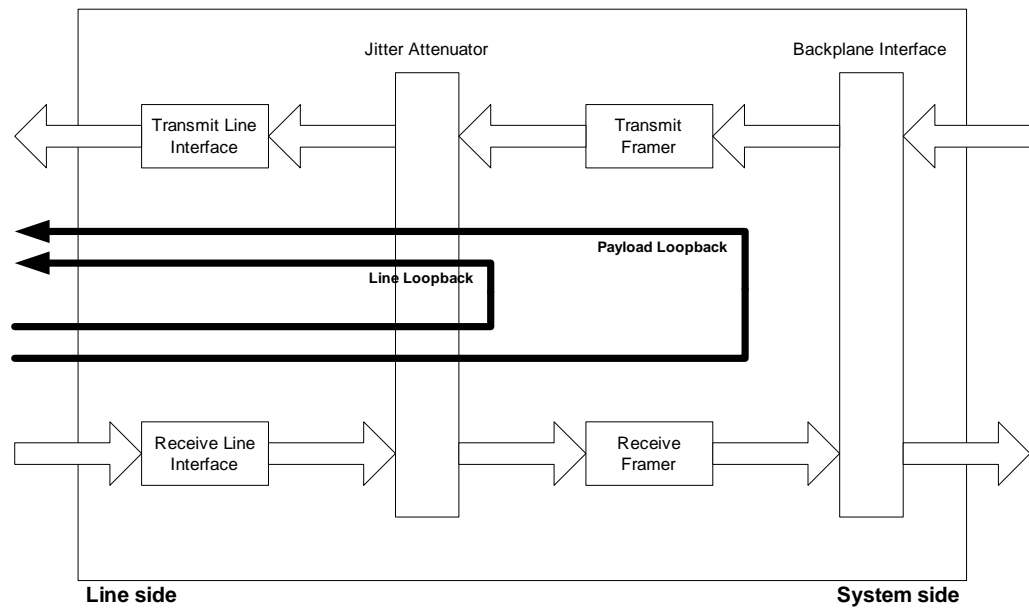 Jitter Attenuator
Backplane Interface
Transmit Line
Interface
Transmit
Framer
Payload Loopback
Line Loopback
Receive Line
Interface
Receive
Framer
Line side
System side